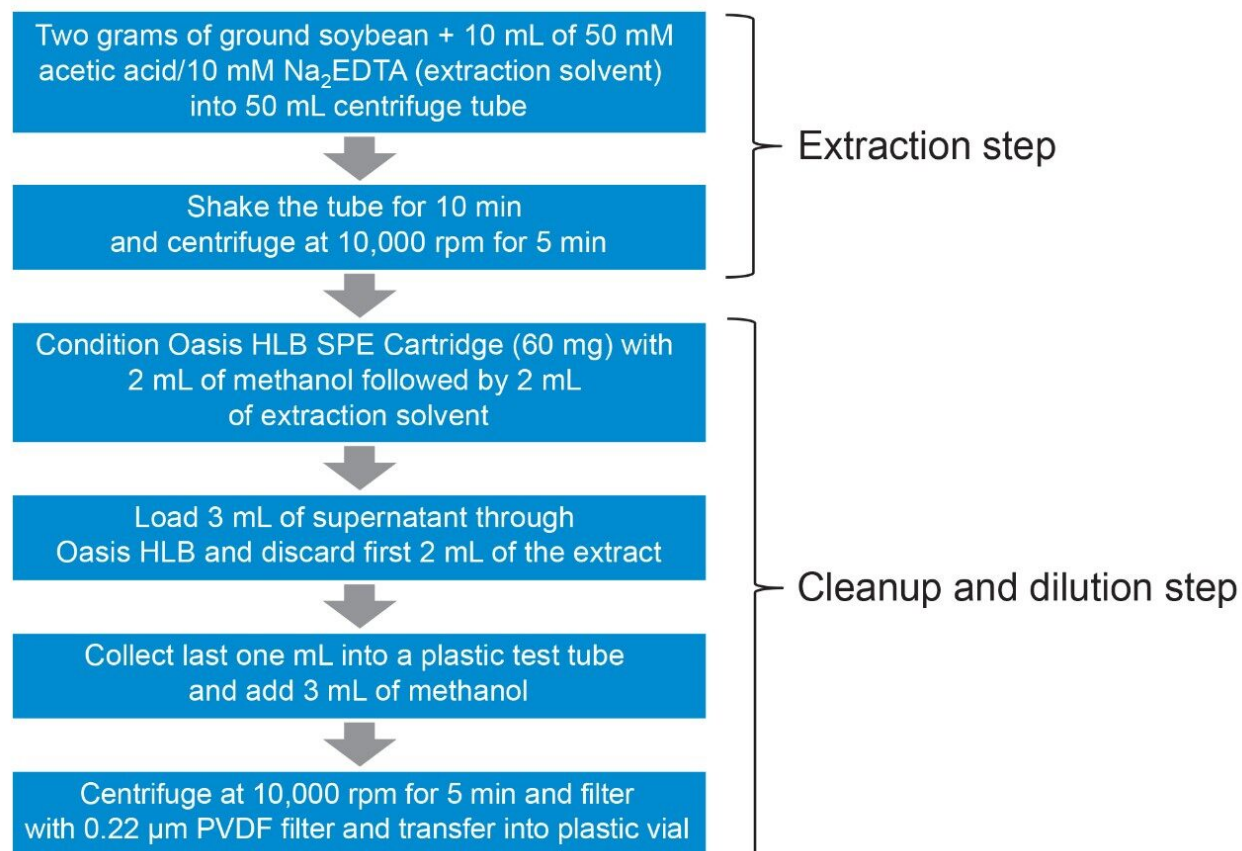 Two grams of ground soybean + 10 mL of 50 mM
acetic acid/10 mM Na₂EDTA (extraction solvent)
into 50 mL centrifuge tube
Shake the tube for 10 min
and centrifuge at 10,000 rpm for 5 min
Extraction step
Condition Oasis HLB SPE Cartridge (60 mg) with
2 mL of methanol followed by 2 mL
of extraction solvent
Load 3 mL of supernatant through
Oasis HLB and discard first 2 mL of the extract
Collect last one mL into a plastic test tube
and add 3 mL of methanol
Centrifuge at 10,000 rpm for 5 min and filter
with 0.22 µm PVDF filter and transfer into plastic vial
Cleanup and dilution step